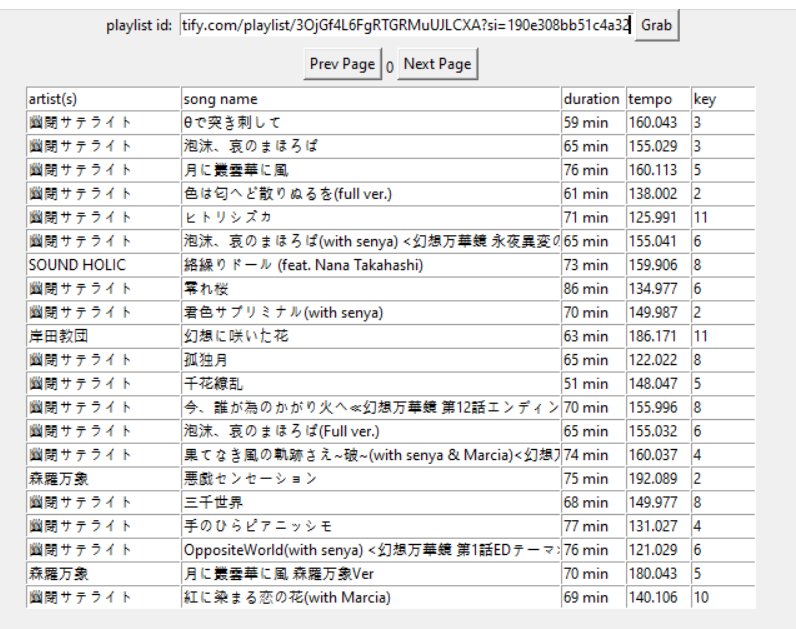 playlist id: tify.com/playlist/3OjGf4L6FgRTGRMuUJLCXA?si=190e308bb51c4a32 Grab
Prev Page 0 Next Page
artist(s) song name duration tempo key
幽閉サテライト θで突き刺して 59 min 160.043 3
幽閉サテライト 泡沫、哀のまほろば 65 min 155.029 3
幽閉サテライト 月に叢雲華に風 76 min 160.113 5
幽閉サテライト 色は匂へど散りぬるを(full ver.) 61 min 138.002 2
幽閉サテライト ヒトリシズカ 71 min 125.991 11
幽閉サテライト 泡沫、哀のまほろば(with senya) <幻想万華鏡 永夜異変の 65 min 155.041 6
SOUND HOLIC 絡繰りドール (feat. Nana Takahashi) 73 min 159.906 8
幽閉サテライト 零れ桜 86 min 134.977 6
幽閉サテライト 君色サブリミナル(with senya) 70 min 149.987 2
岸田教団 幻想に咲いた花 63 min 186.171 11
幽閉サテライト 孤独月 65 min 122.022 8
幽閉サテライト 千花繚乱 51 min 148.047 5
幽閉サテライト 今、誰が為のかがり火へ≪幻想万華鏡 第12話エンディン 70 min 155.996 8
幽閉サテライト 泡沫、哀のまほろば(Full ver.) 65 min 155.032 6
幽閉サテライト 果てなき風の軌跡さえ~破~(with senya & Marcia)<幻想万 74 min 160.037 4
森羅万象 悪戯センセーション 75 min 192.089 2
幽閉サテライト 三千世界 68 min 149.977 8
幽閉サテライト 手のひらピアニッシモ 77 min 131.027 4
幽閉サテライト OppositeWorld(with senya) <幻想万華鏡 第1話EDテーマ> 76 min 121.029 6
森羅万象 月に叢雲華に風 森羅万象Ver 70 min 180.043 5
幽閉サテライト 紅に染まる恋の花(with Marcia) 69 min 140.106 10